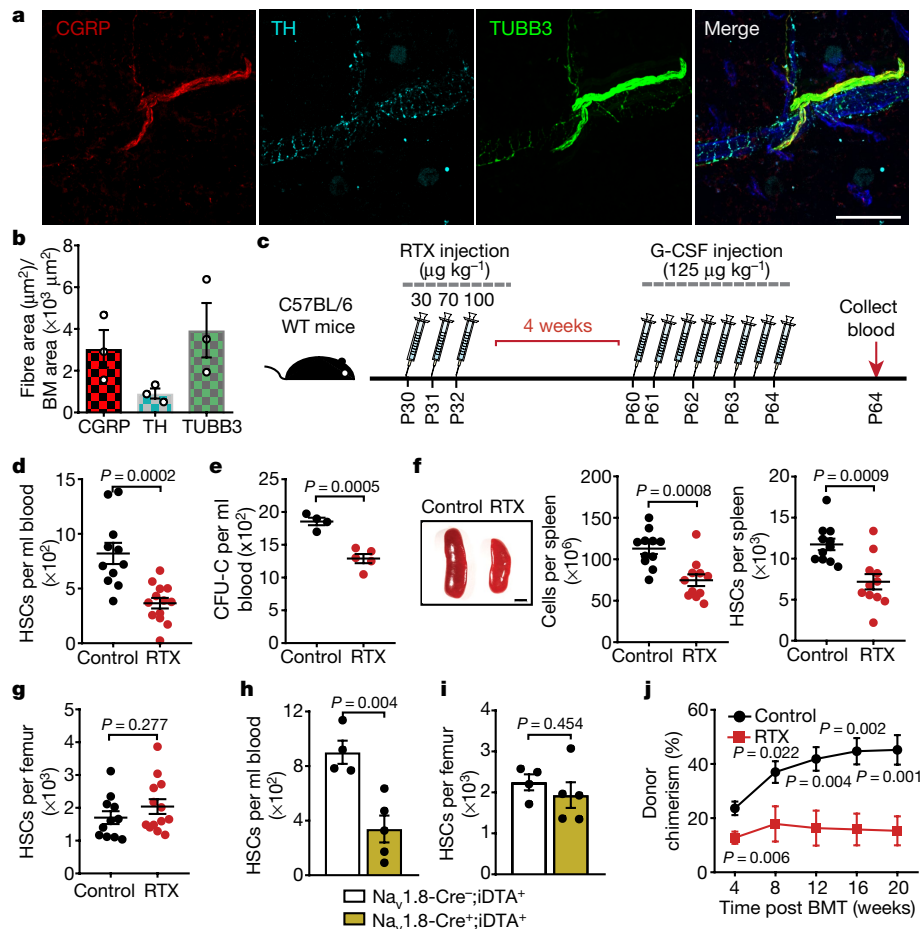 a
CGRP
TH
TUBB3
Merge
b
Fibre area (μm²)/
BM area (×10³ μm²)
8
6
4
2
0
CGRP TH TUBB3
c
C57BL/6
WT mice
RTX injection
(μg kg⁻¹)
30 70 100
4 weeks
G-CSF injection
(125 μg kg⁻¹)
Collect
blood
P30
P31
P32
P60
P61
P62
P63
P64
P64
d
HSCs per ml blood
(×10²)
15
10
5
0
P = 0.0002
Control RTX
e
CFU-C per ml
blood (×10²)
20
15
10
5
0
P = 0.0005
Control RTX
f
Control RTX
Cells per spleen
(×10⁶)
200
150
100
50
0
P = 0.0008
Control RTX
HSCs per spleen
(×10³)
20
15
10
5
0
P = 0.0009
Control RTX
g
HSCs per femur
(×10³)
5
4
3
2
1
0
P = 0.277
Control RTX
h
HSCs per ml blood
(×10²)
12
8
4
0
P = 0.004
i
HSCs per femur
(×10³)
4
3
2
1
0
P = 0.454
Naᵥ1.8-Cre⁻;iDTA⁺
Naᵥ1.8-Cre⁺;iDTA⁺
j
Donor
chimerism (%)
60
40
20
0
Control
RTX
P = 0.006
P = 0.022
P = 0.004
P = 0.002
P = 0.001
4 8 12 16 20
Time post BMT (weeks)